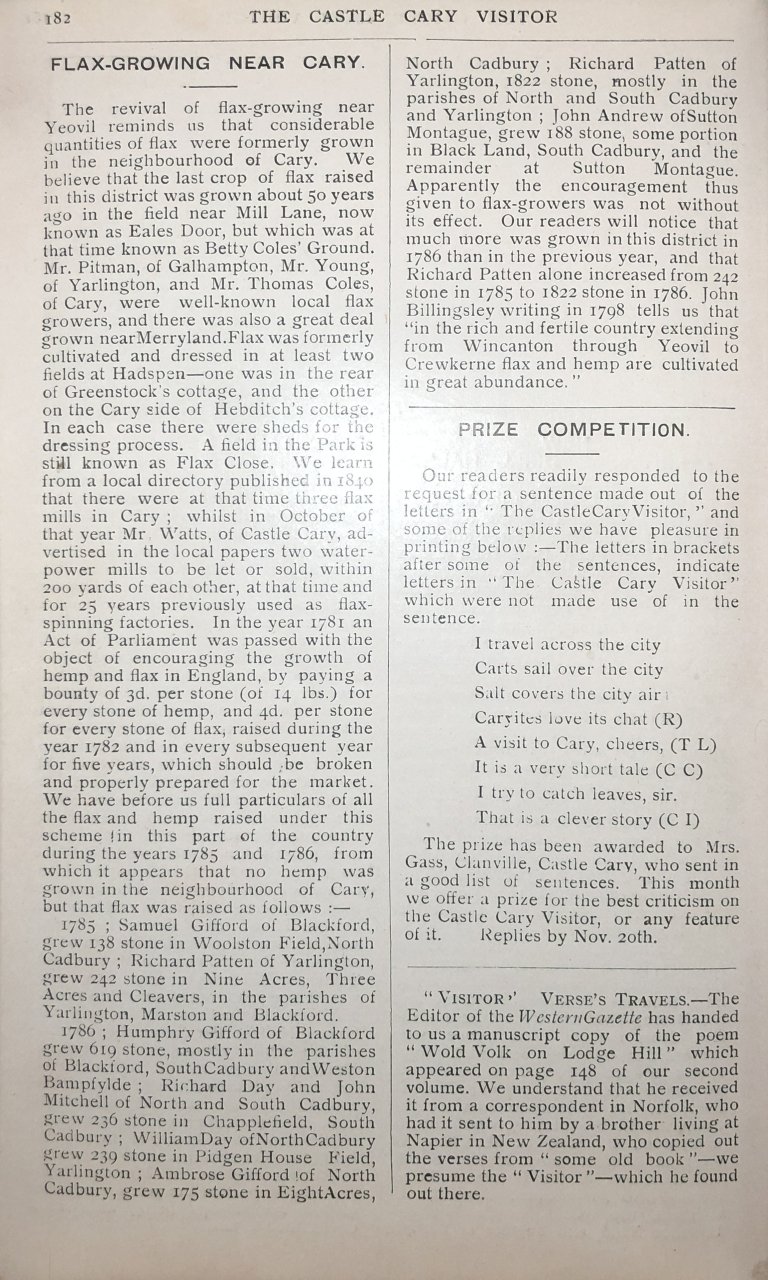 182
THE CASTLE CARY VISITOR
FLAX-GROWING NEAR CARY.
The revival of flax-growing near
Yeovil reminds us that considerable
quantities of flax were formerly grown
in the neighbourhood of Cary. We
believe that the last crop of flax raised
in this district was grown about 50 years
ago in the field near Mill Lane, now
known as Eales Door, but which was at
that time known as Betty Coles' Ground.
Mr. Pitman, of Galhampton, Mr. Young,
of Yarlington, and Mr. Thomas Coles,
of Cary, were well-known local flax
growers, and there was also a great deal
grown nearMerryland.Flax was formerly
cultivated and dressed in at least two
fields at Hadspen—one was in the rear
of Greenstock's cottage, and the other
on the Cary side of Hebditch's cottage.
In each case there were sheds for the
dressing process. A field in the Park is
still known as Flax Close. We learn
from a local directory published in 1840
that there were at that time three flax
mills in Cary ; whilst in October of
that year Mr. Watts, of Castle Cary, ad-
vertised in the local papers two water-
power mills to be let or sold, within
200 yards of each other, at that time and
for 25 years previously used as flax-
spinning factories. In the year 1781 an
Act of Parliament was passed with the
object of encouraging the growth of
hemp and flax in England, by paying a
bounty of 3d. per stone (of 14 lbs.) for
every stone of hemp, and 4d. per stone
for every stone of flax, raised during the
year 1782 and in every subsequent year
for five years, which should be broken
and properly prepared for the market.
We have before us full particulars of all
the flax and hemp raised under this
scheme in this part of the country
during the years 1785 and 1786, from
which it appears that no hemp was
grown in the neighbourhood of Cary,
but that flax was raised as follows :—
1785 ; Samuel Gifford of Blackford,
grew 138 stone in Woolston Field,North
Cadbury ; Richard Patten of Yarlington,
grew 242 stone in Nine Acres, Three
Acres and Cleavers, in the parishes of
Yarlington, Marston and Blackford.
1786 ; Humphry Gifford of Blackford
grew 619 stone, mostly in the parishes
of Blackford, SouthCadbury andWeston
Bampfylde ; Richard Day and John
Mitchell of North and South Cadbury,
grew 236 stone in Chapplefield, South
Cadbury ; WilliamDay ofNorthCadbury
grew 239 stone in Pidgen House Field,
Yarlington ; Ambrose Gifford of North
Cadbury, grew 175 stone in EightAcres,
North Cadbury ; Richard Patten of
Yarlington, 1822 stone, mostly in the
parishes of North and South Cadbury
and Yarlington ; John Andrew ofSutton
Montague, grew 188 stone, some portion
in Black Land, South Cadbury, and the
remainder at Sutton Montague.
Apparently the encouragement thus
given to flax-growers was not without
its effect. Our readers will notice that
much more was grown in this district in
1786 than in the previous year, and that
Richard Patten alone increased from 242
stone in 1785 to 1822 stone in 1786. John
Billingsley writing in 1798 tells us that
"in the rich and fertile country extending
from Wincanton through Yeovil to
Crewkerne flax and hemp are cultivated
in great abundance."
PRIZE COMPETITION.
Our readers readily responded to the
request for a sentence made out of the
letters in " The CastleCaryVisitor, " and
some of the replies we have pleasure in
printing below :—The letters in brackets
after some of the sentences, indicate
letters in " The Castle Cary Visitor"
which were not made use of in the
sentence.
I travel across the city
Carts sail over the city
Salt covers the city air
Caryites love its chat (R)
A visit to Cary, cheers, (T L)
It is a very short tale (C C)
I try to catch leaves, sir.
That is a clever story (C I)
The prize has been awarded to Mrs.
Gass, Clanville, Castle Cary, who sent in
a good list of sentences. This month
we offer a prize for the best criticism on
the Castle Cary Visitor, or any feature
of it. Replies by Nov. 20th.
" VISITOR " VERSE'S TRAVELS.—The
Editor of the WesternGazette has handed
to us a manuscript copy of the poem
" Wold Volk on Lodge Hill " which
appeared on page 148 of our second
volume. We understand that he received
it from a correspondent in Norfolk, who
had it sent to him by a brother living at
Napier in New Zealand, who copied out
the verses from " some old book "—we
presume the " Visitor "—which he found
out there.